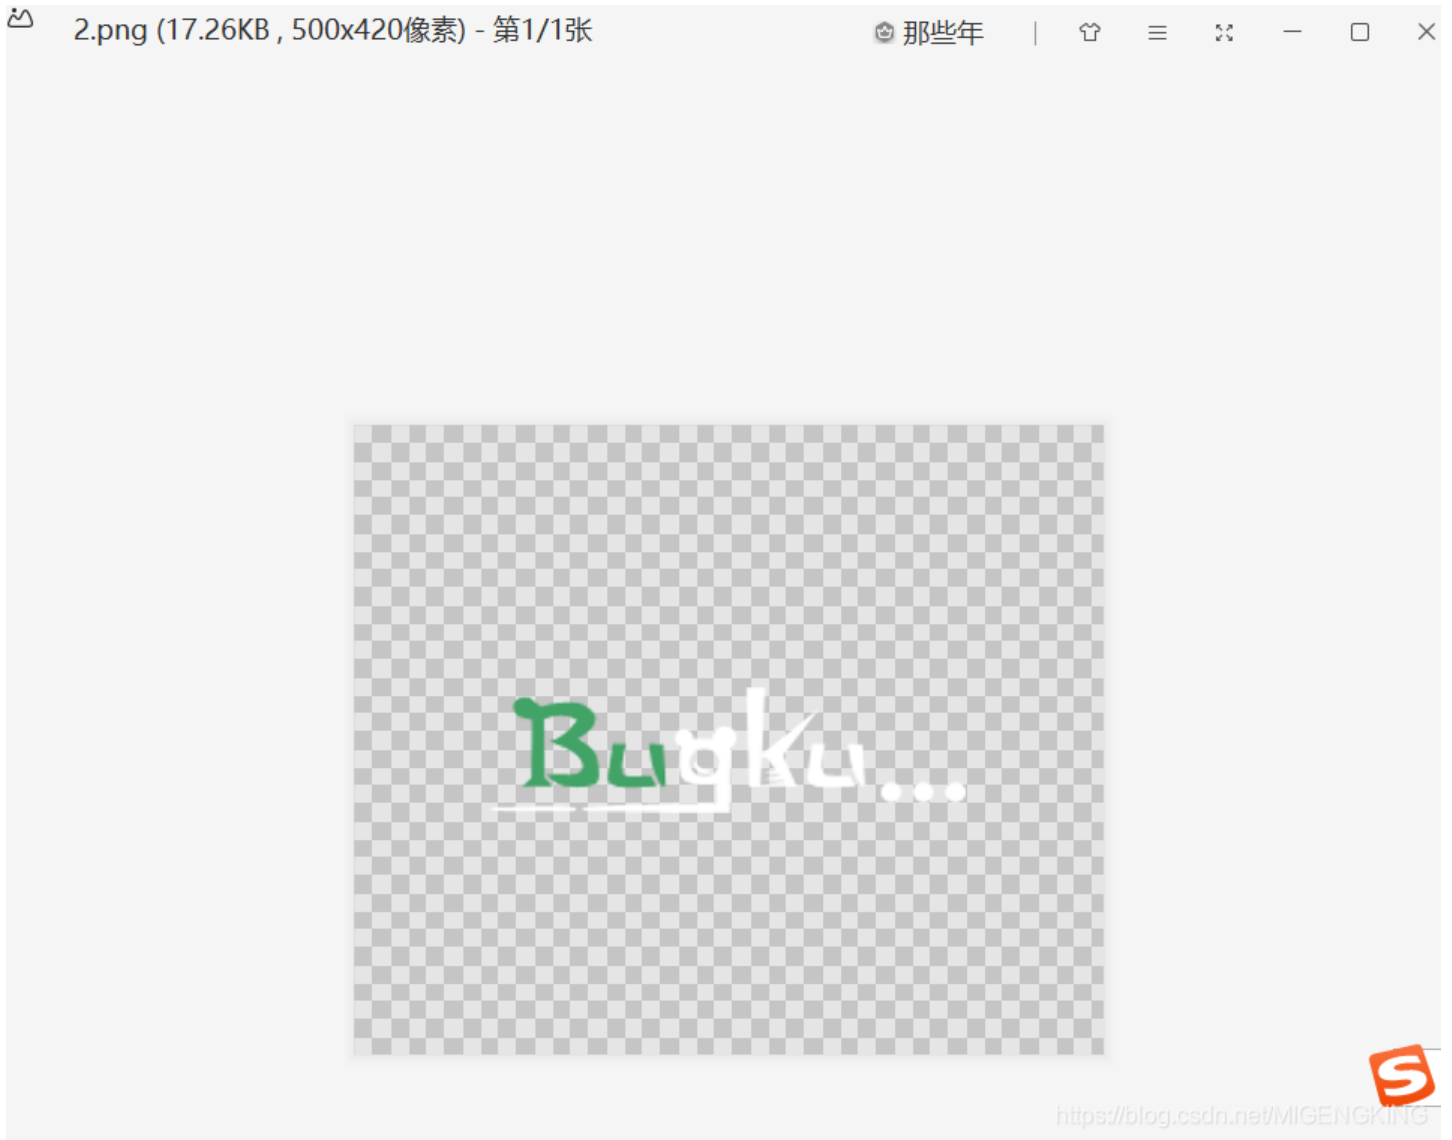 2.png (17.26KB , 500x420像素) - 第1/1张
那些年
Bugku...
S
https://blog.csdn.net/MIGENGKING